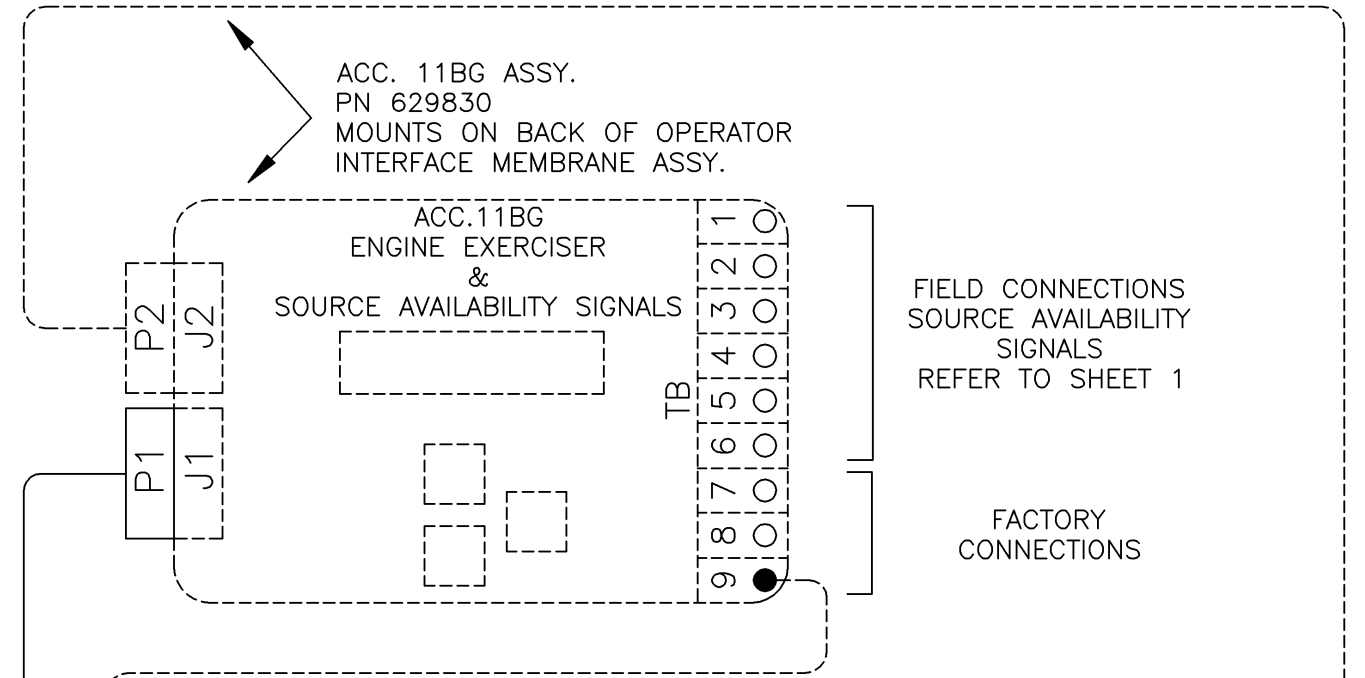 ACC. 11BG ASSY.
PN 629830
MOUNTS ON BACK OF OPERATOR
INTERFACE MEMBRANE ASSY.
ACC.11BG
ENGINE EXERCISER
&
SOURCE AVAILABILITY SIGNALS
P2
J2
P1
J1
TB
1
2
3
4
5
6
7
8
9
FIELD CONNECTIONS
SOURCE AVAILABILITY
SIGNALS
REFER TO SHEET 1
FACTORY
CONNECTIONS